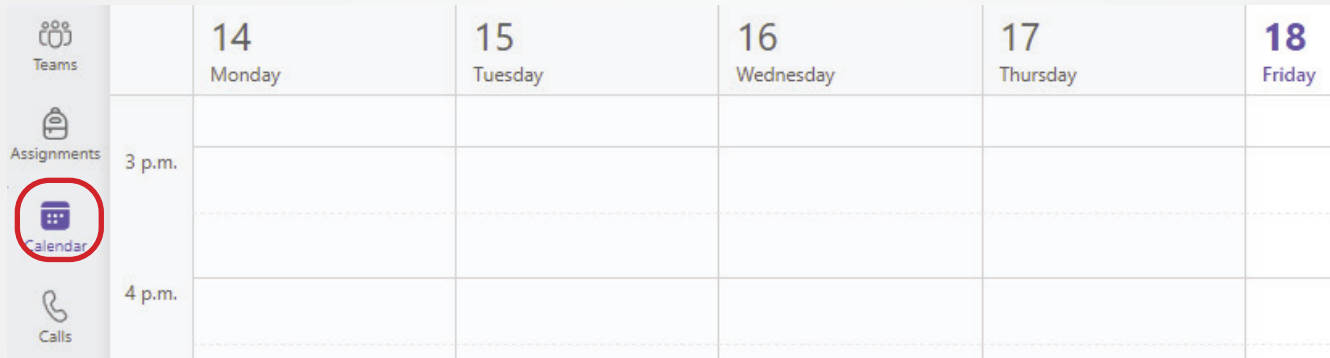 Teams
Assignments
Calendar
Calls
14
Monday
15
Tuesday
16
Wednesday
17
Thursday
18
Friday
3 p.m.
4 p.m.